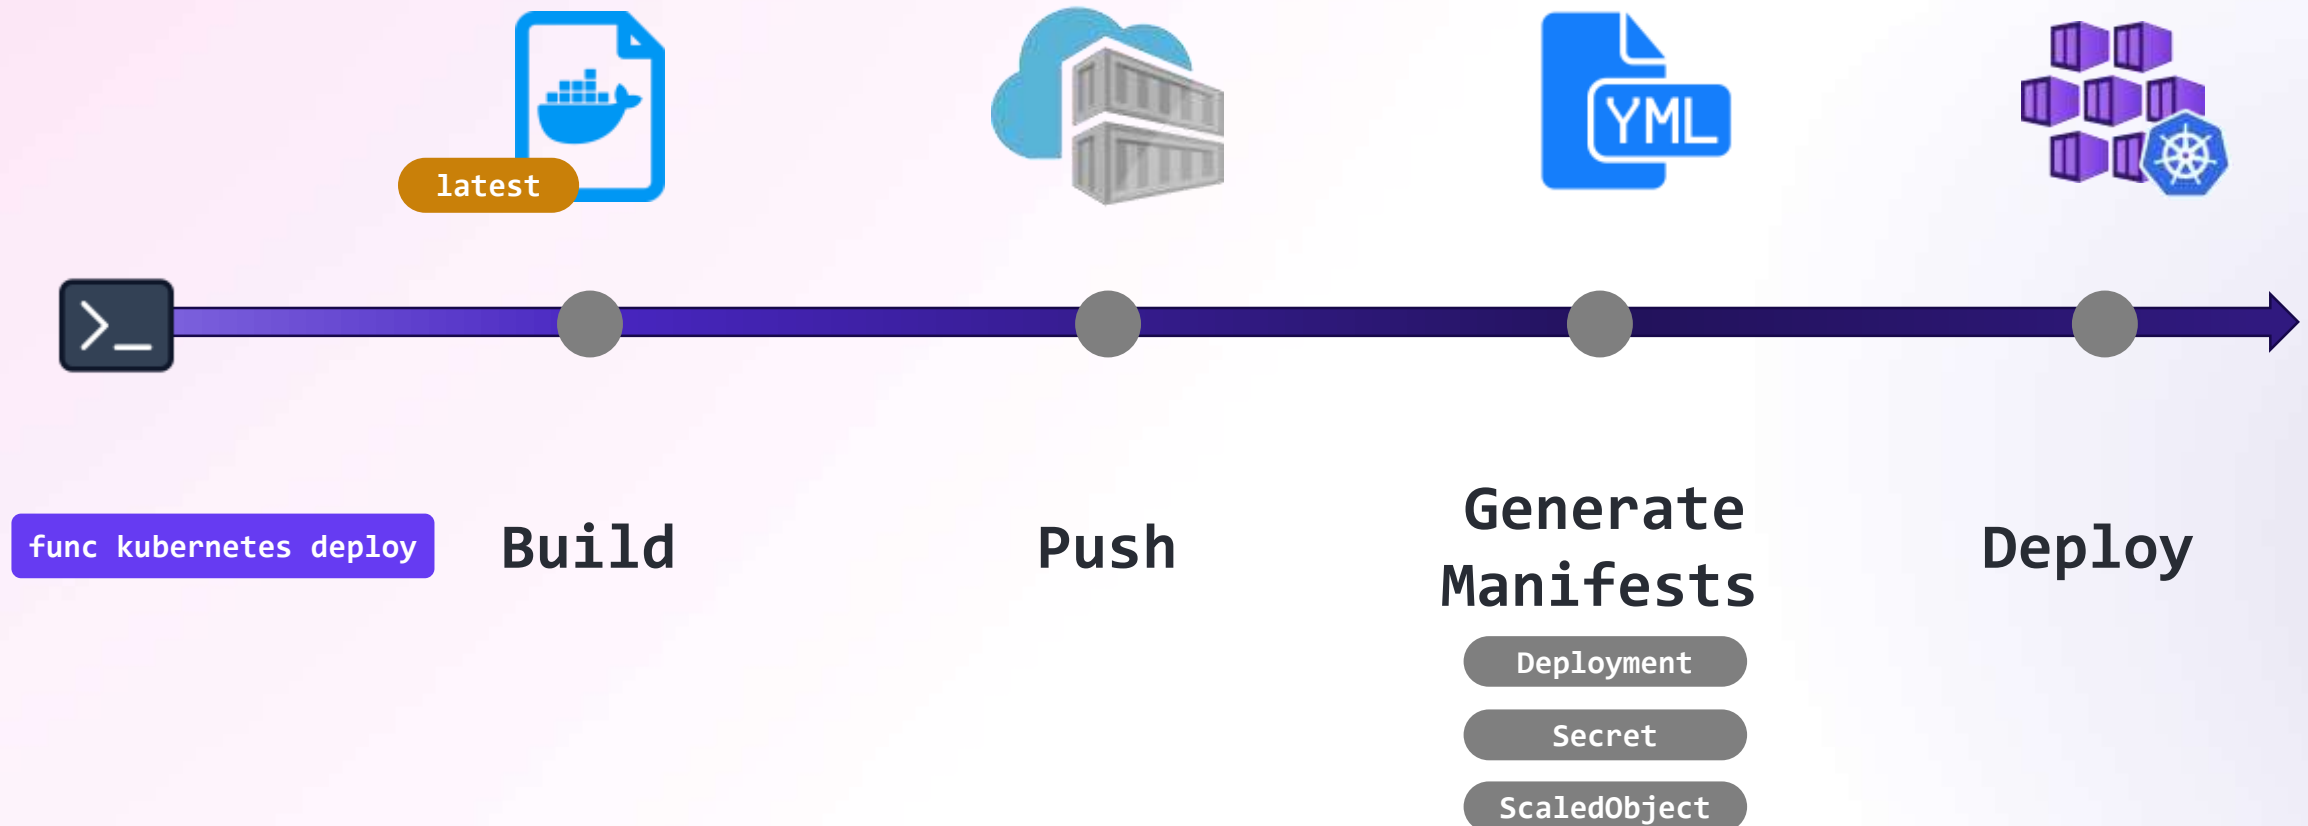 latest
YML
>_
func kubernetes deploy
Build
Push
Generate
Manifests
Deploy
Deployment
Secret
ScaledObject